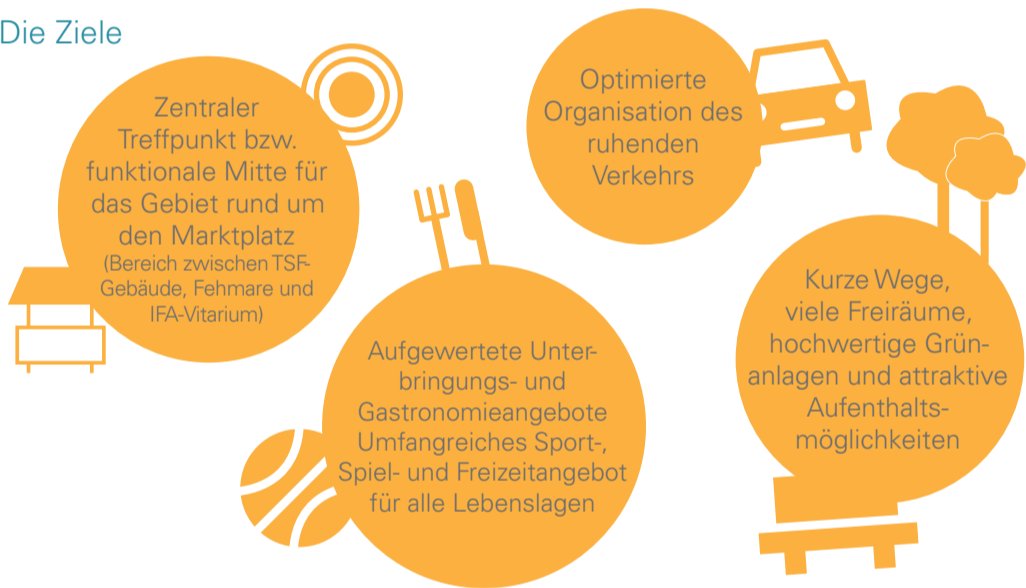 Die Ziele
Zentraler
Treffpunkt bzw.
funktionale Mitte für
das Gebiet rund um
den Marktplatz
(Bereich zwischen TSF-
Gebäude, Fehmare und
IFA-Vitarium)
Optimierte
Organisation des
ruhenden
Verkehrs
Aufgewertete Unter-
bringungs- und
Gastronomieangebote
Umfangreiches Sport-,
Spiel- und Freizeitangebot
für alle Lebenslagen
Kurze Wege,
viele Freiräume,
hochwertige Grün-
anlagen und attraktive
Aufenthalts-
möglichkeiten